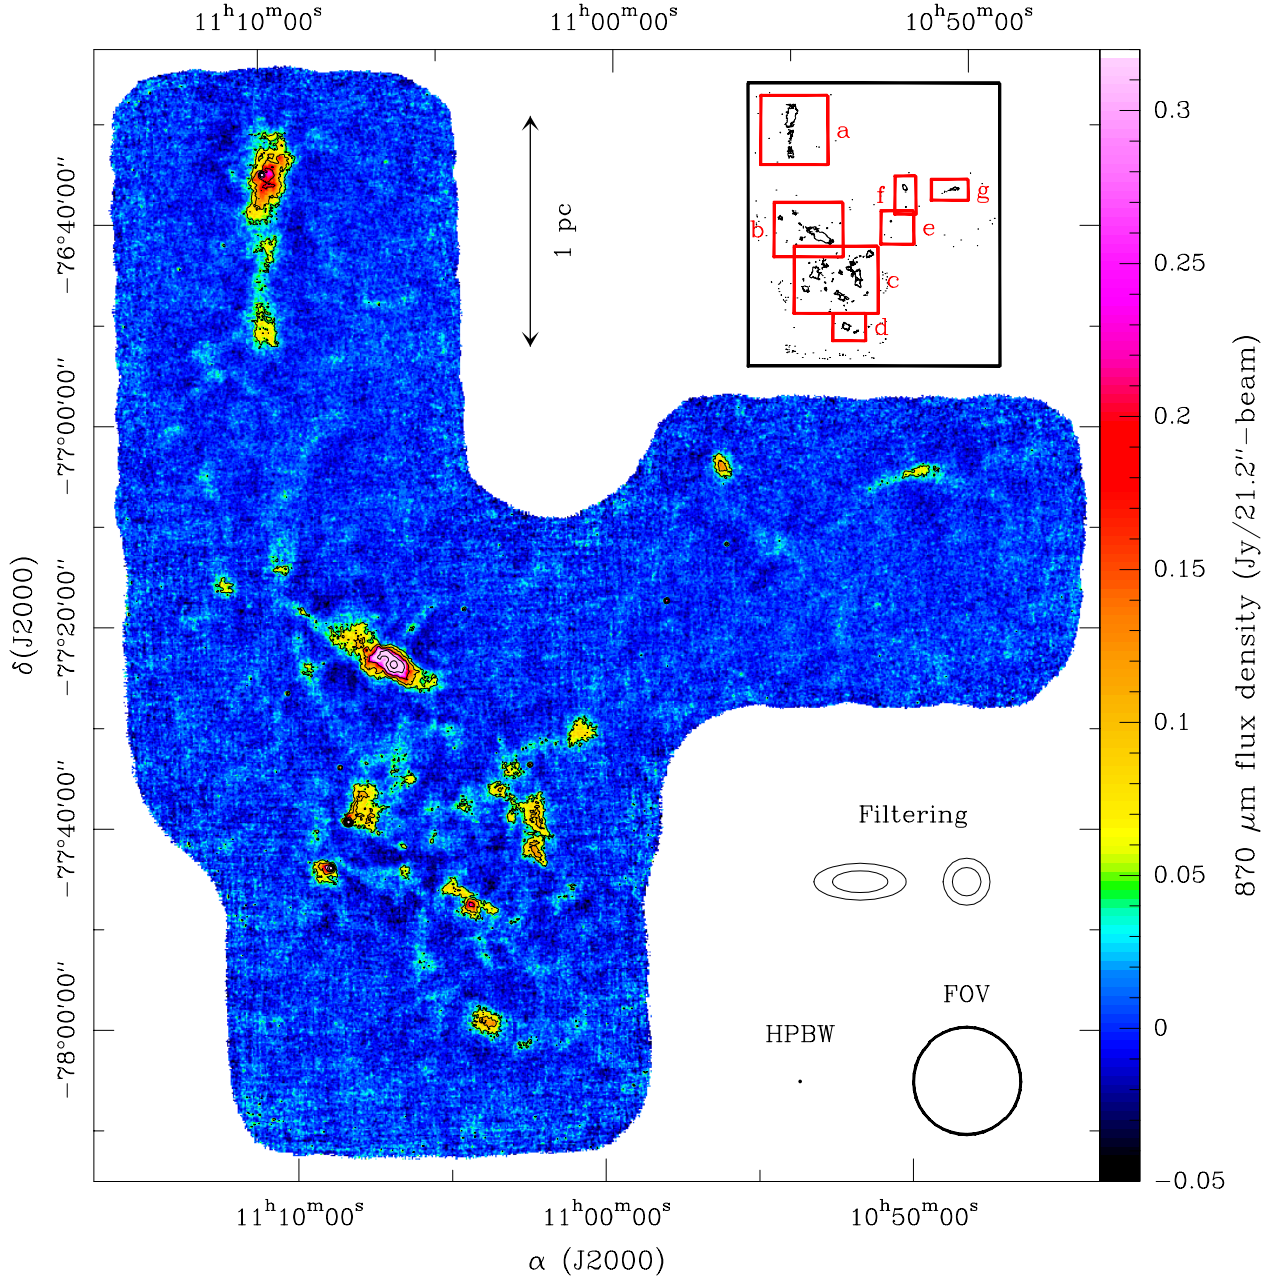 11ʰ10ᵐ00ˢ 11ʰ00ᵐ00ˢ 10ʰ50ᵐ00ˢ
0.3
a
1 pc
f
g
b
e
c
d
−76°40′00″
0.25
0.2
−77°00′00″
0.15
−77°20′00″
δ(J2000)
870 μm flux density (Jy/21.2″−beam)
0.1
Filtering
−77°40′00″
0.05
FOV
HPBW
−78°00′00″
0
−0.05
11ʰ10ᵐ00ˢ 11ʰ00ᵐ00ˢ 10ʰ50ᵐ00ˢ
α (J2000)